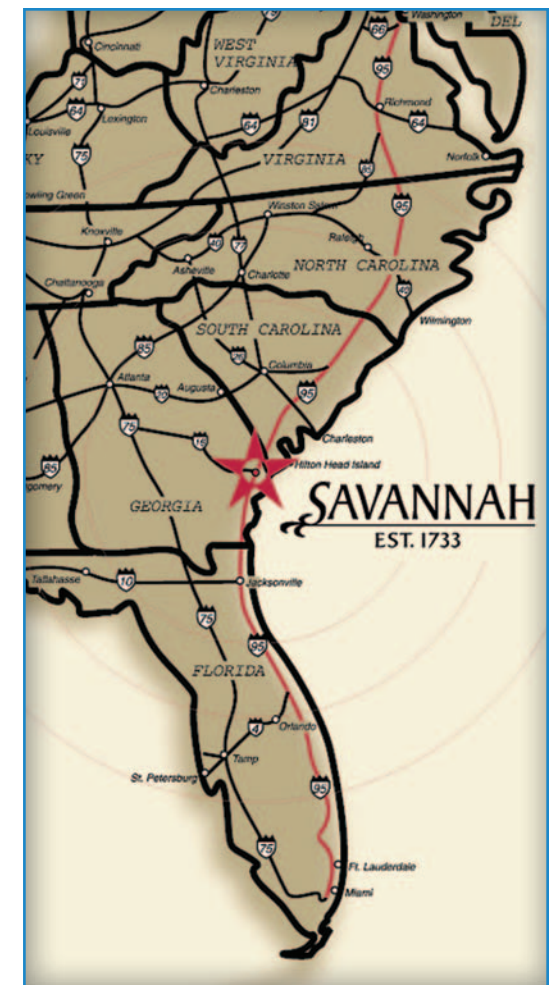 Washington
DEL
66
Cincinnati
WEST
VIRGINIA
95
71
Charleston
64
Lexington
Richmond
64
81
64
Louisville
75
KY
VIRGINIA
Norfolk
85
wling Green
95
Winston Salem
Knoxville
Raleigh
40
77
Asheville
Charlotte
NORTH CAROLINA
Chattanooga
40
Wilmington
SOUTH CAROLINA
85
26
Columbia
Atlanta
Augusta
20
95
75
16
Charleston
Hilton Head Island
85
gomery
GEORGIA
SAVANNAH
EST. 1733
Tallahasse
10
Jacksonville
75
95
FLORIDA
4
Orlando
Tamp
St. Petersburg
95
75
Ft. Lauderdale
Miami